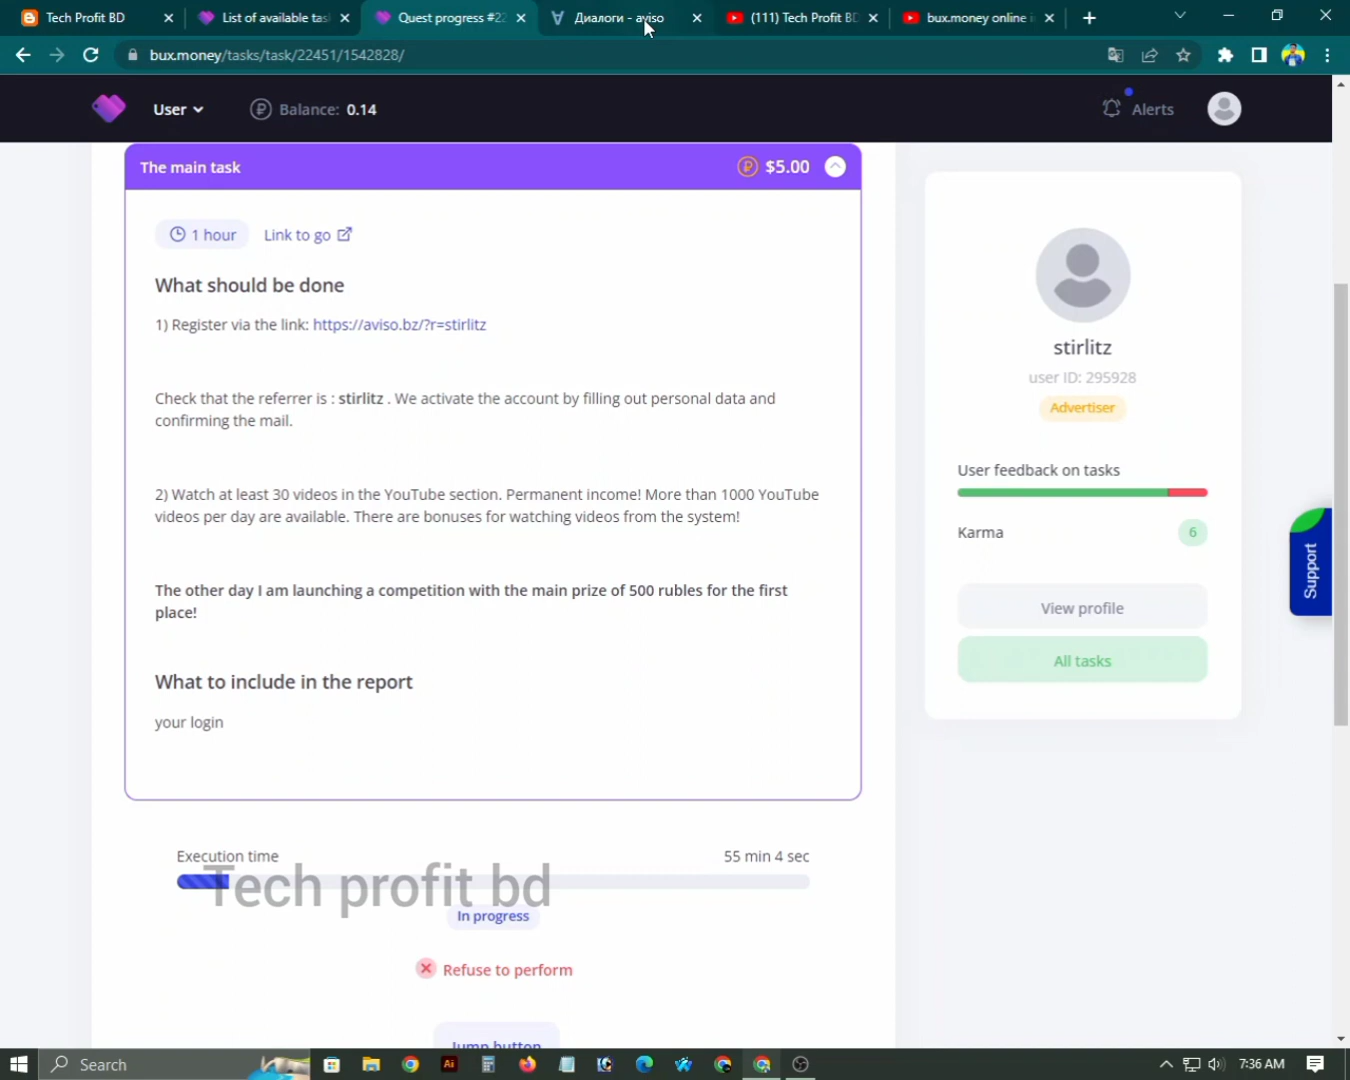 Tech Profit BD
List of available tas
Quest progress #22
Диалоги - aviso
(111) Tech Profit BD
bux.money online i
bux.money/tasks/task/22451/1542828/
User
Balance: 0.14
Alerts
The main task
$5.00
1 hour
Link to go
What should be done
1) Register via the link: https://aviso.bz/?r=stirlitz
Check that the referrer is : stirlitz . We activate the account by filling out personal data and
confirming the mail.
2) Watch at least 30 videos in the YouTube section. Permanent income! More than 1000 YouTube
videos per day are available. There are bonuses for watching videos from the system!
The other day I am launching a competition with the main prize of 500 rubles for the first
place!
What to include in the report
your login
Execution time
55 min 4 sec
Tech profit bd
In progress
Refuse to perform
Jump button
stirlitz
user ID: 295928
Advertiser
User feedback on tasks
Karma
6
View profile
All tasks
Support
Search
Ai
7:36 AM